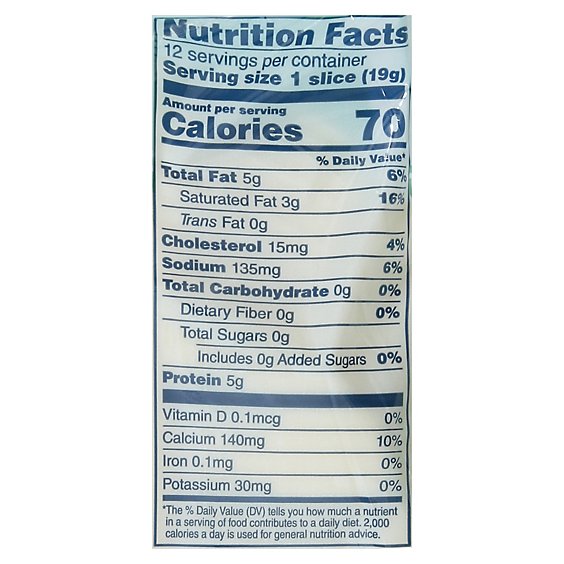 Nutrition Facts
12 servings per container
Serving size 1 slice (19g)
Amount per serving
Calories 70
% Daily Value*
Total Fat 5g 6%
Saturated Fat 3g 16%
Trans Fat 0g
Cholesterol 15mg 4%
Sodium 135mg 6%
Total Carbohydrate 0g 0%
Dietary Fiber 0g 0%
Total Sugars 0g
Includes 0g Added Sugars 0%
Protein 5g
Vitamin D 0.1mcg 0%
Calcium 140mg 10%
Iron 0.1mg 0%
Potassium 30mg 0%
*The % Daily Value (DV) tells you how much a nutrient
in a serving of food contributes to a daily diet. 2,000
calories a day is used for general nutrition advice.